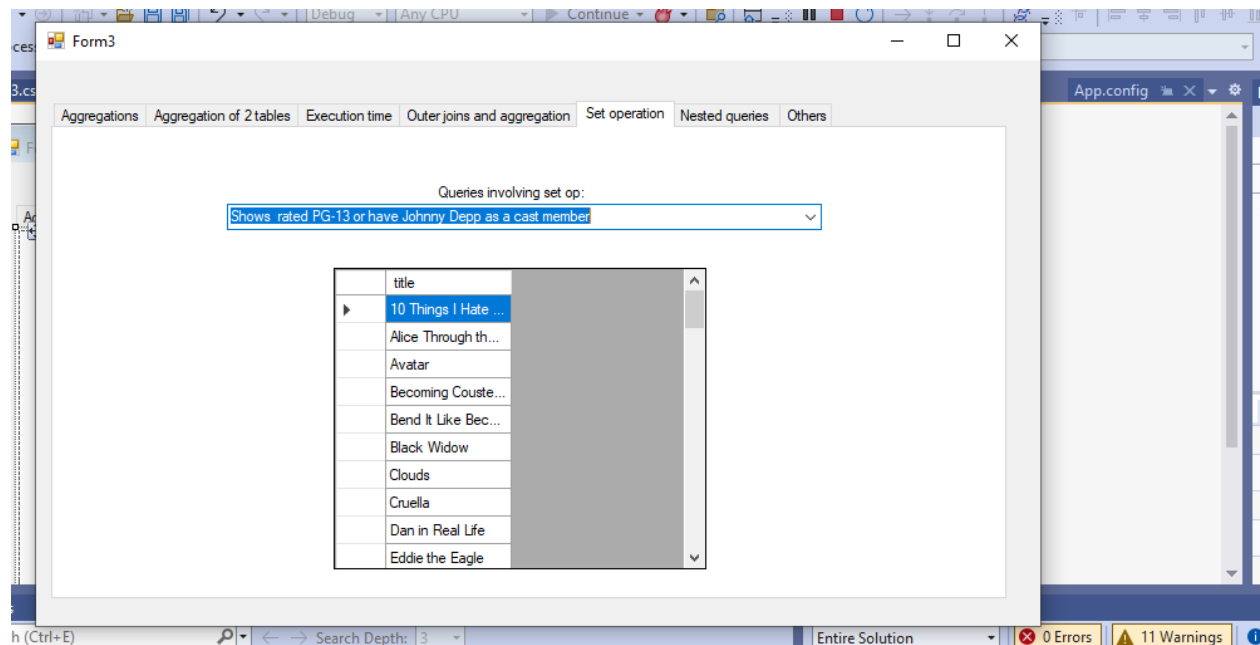 Debug Any CPU Continue
Form3
ces
3.cs App.config
Aggregations Aggregation of 2 tables Execution time Outer joins and aggregation Set operation Nested queries Others
Queries involving set op:
Shows  rated PG-13 or have Johnny Depp as a cast member
title
10 Things I Hate ...
Alice Through th...
Avatar
Becoming Couste...
Bend It Like Bec...
Black Widow
Clouds
Cruella
Dan in Real Life
Eddie the Eagle
h (Ctrl+E) Search Depth: 3 Entire Solution 0 Errors 11 Warnings